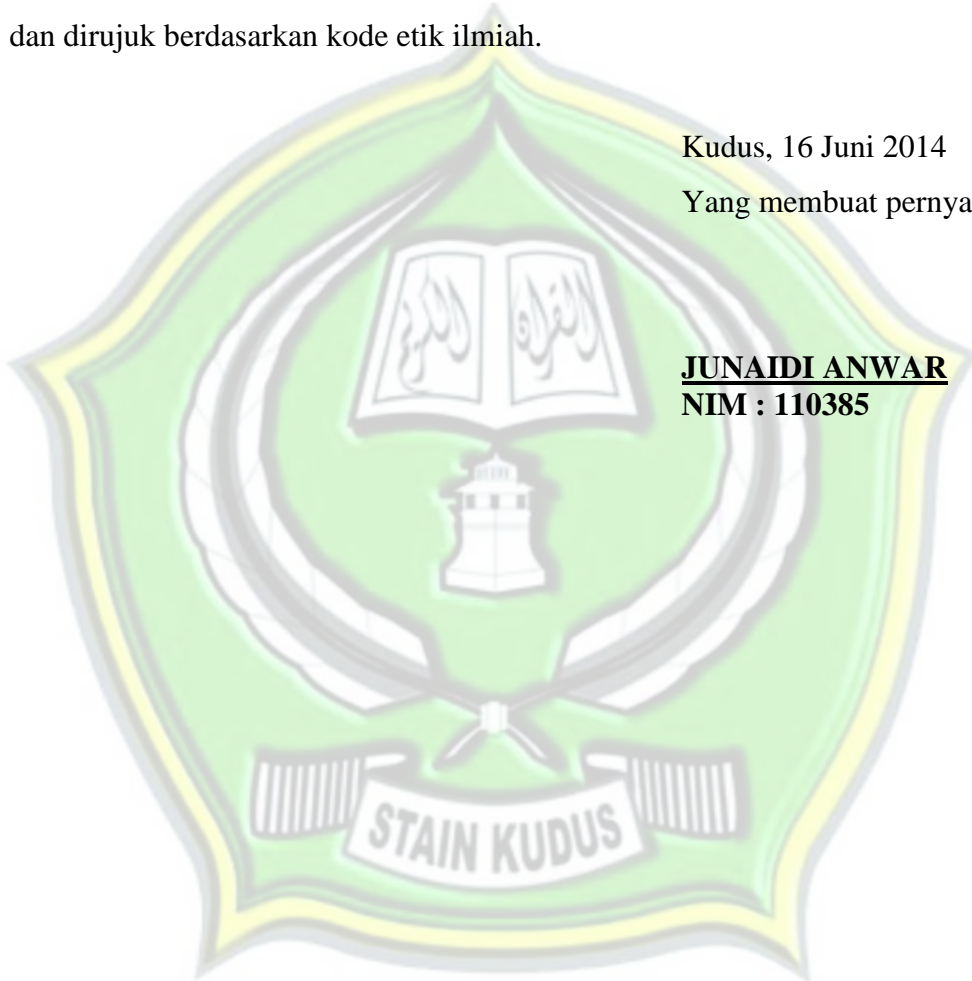 dan dirujuk berdasarkan kode etik ilmiah.
Kudus, 16 Juni 2014
Yang membuat pernya
JUNAIDI ANWAR
NIM : 110385
STAIN KUDUS